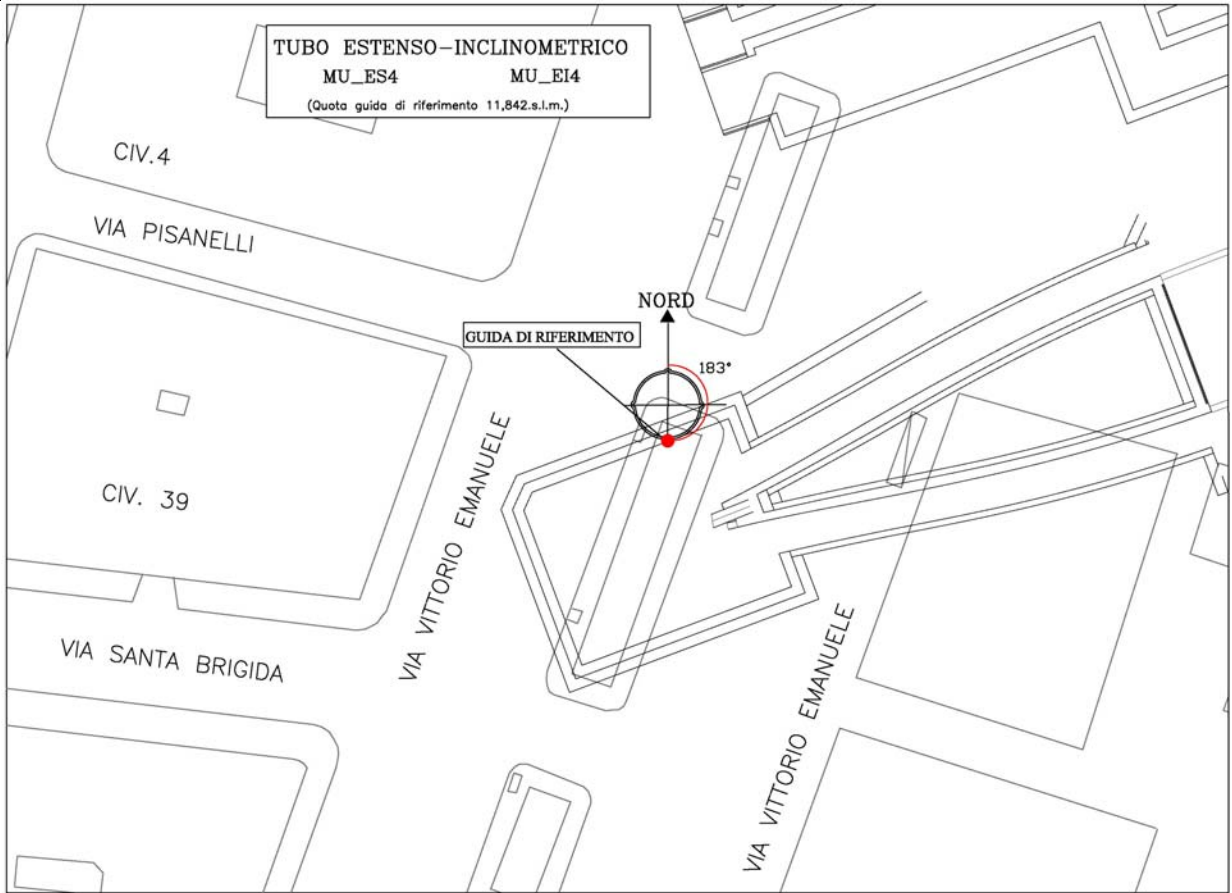 TUBO ESTENSO-INCLINOMETRICO
MU_ES4 MU_EI4
(Quota guida di riferimento 11,842.s.l.m.)
CIV.4
VIA PISANELLI
NORD
GUIDA DI RIFERIMENTO
183°
CIV. 39
VIA VITTORIO EMANUELE
VIA SANTA BRIGIDA
VIA VITTORIO EMANUELE